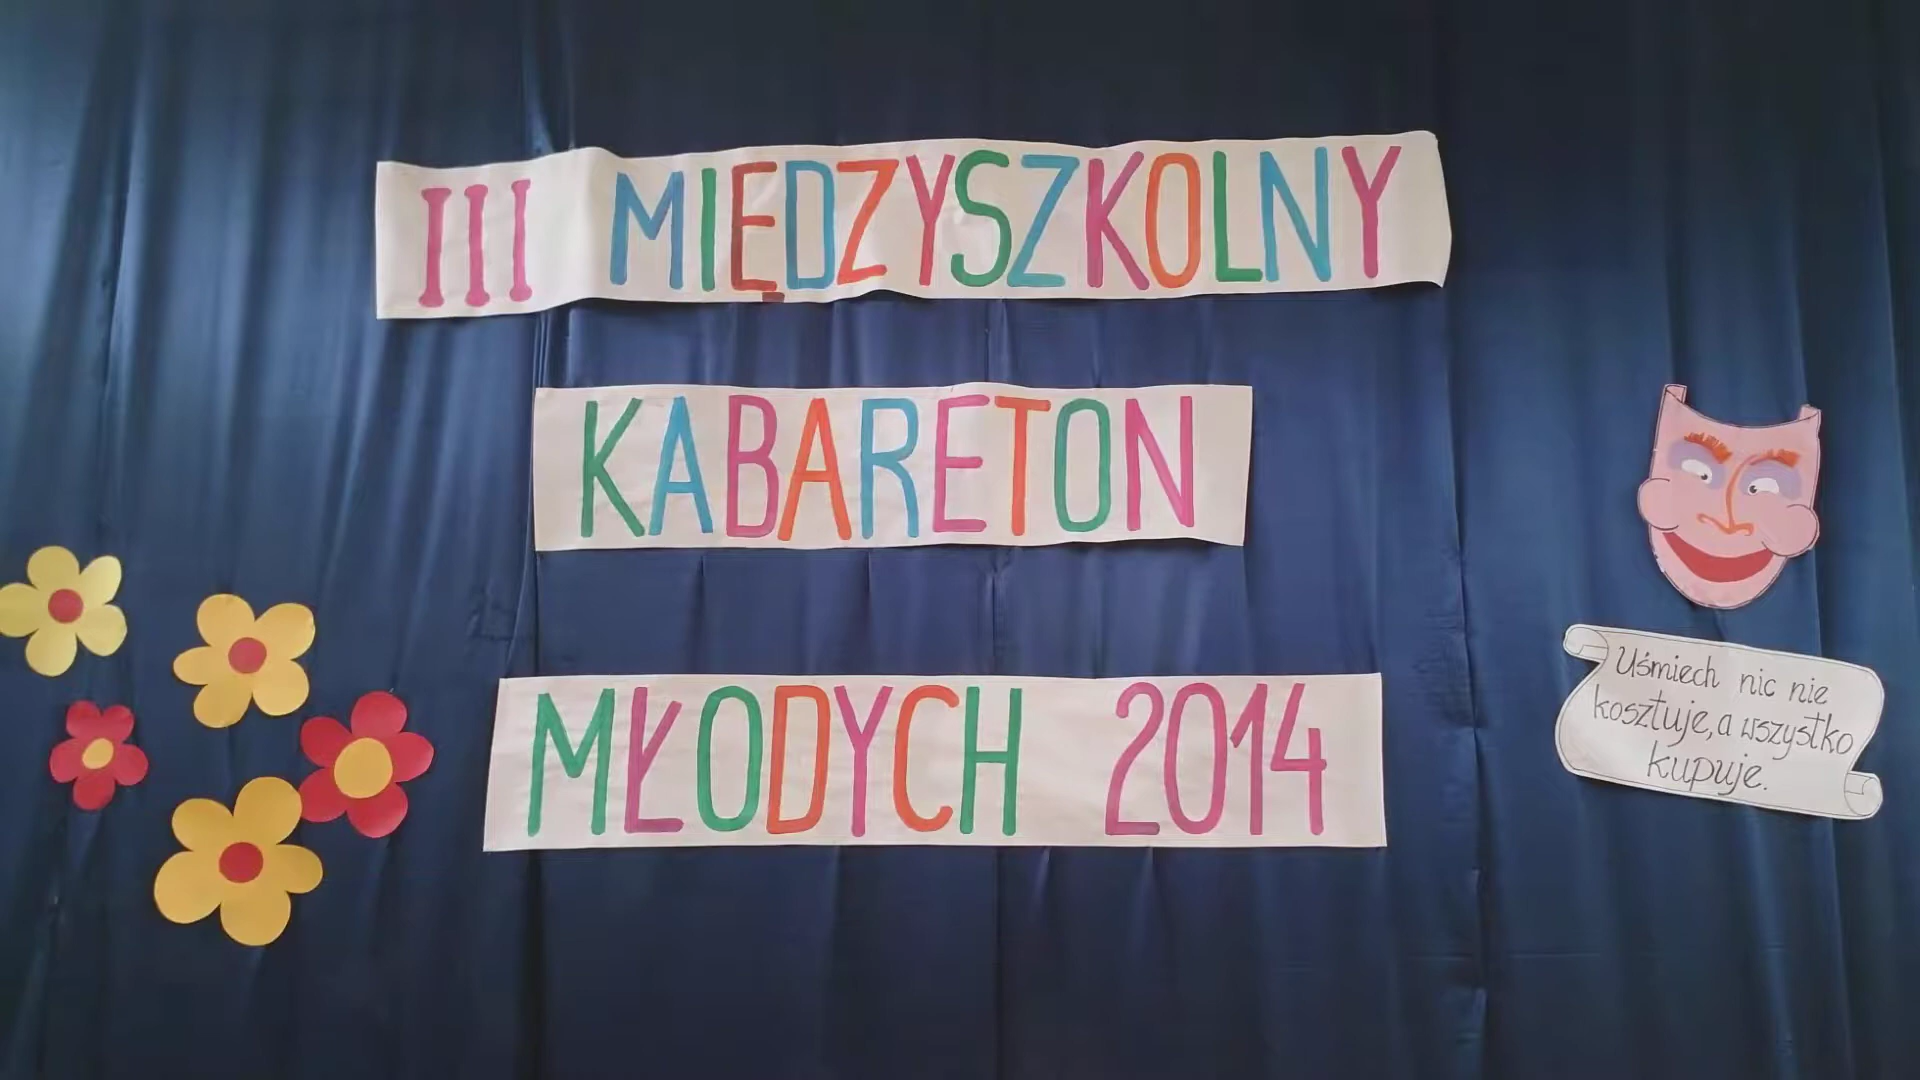 III MIĘDZYSZKOLNY
KABARETON
MŁODYCH 2014
Uśmiech nic nie
kosztuje, a wszystko
kupuje.